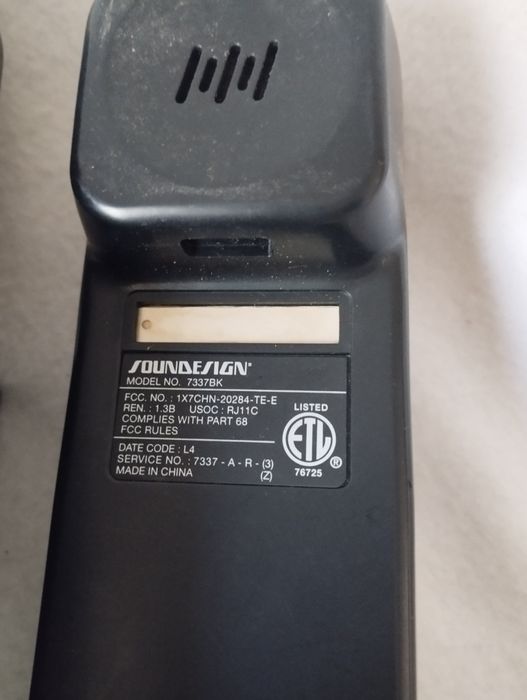 SOUNDESIGN®
MODEL NO. 7337BK
FCC. NO. : 1X7CHN-20284-TE-E
REN. : 1.3B USOC : RJ11C
COMPLIES WITH PART 68
FCC RULES
DATE CODE : L4
SERVICE NO. : 7337 - A - R - (3)
MADE IN CHINA (Z)
LISTED
ETL®
76725